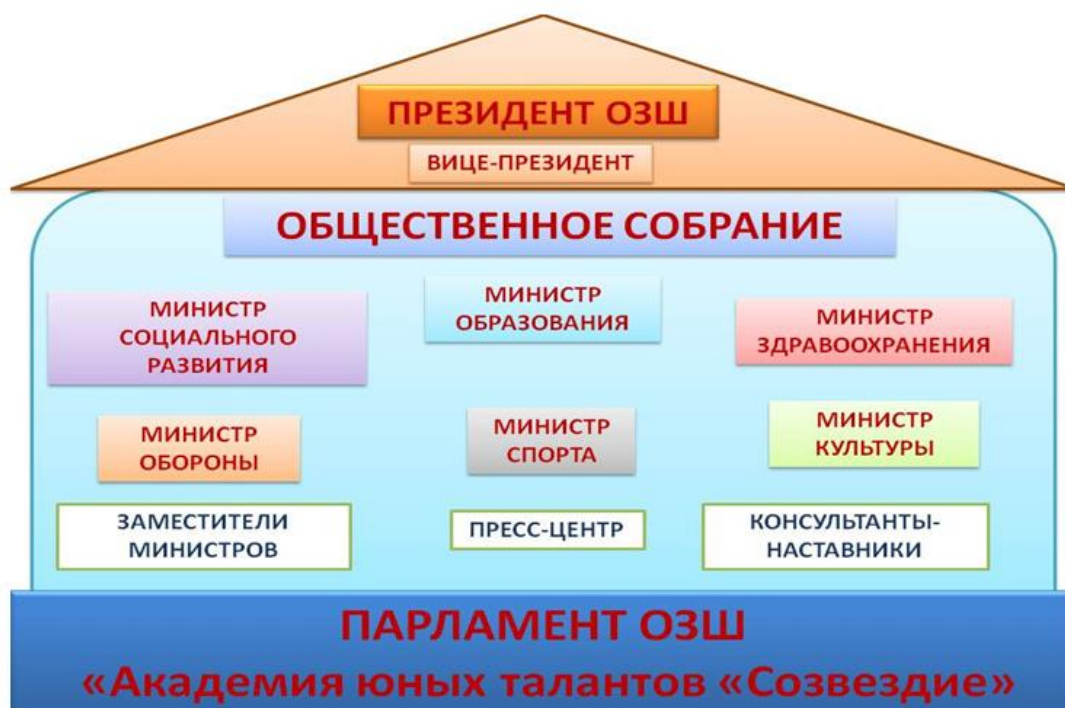 ПРЕЗИДЕНТ ОЗШ
ВИЦЕ-ПРЕЗИДЕНТ
ОБЩЕСТВЕННОЕ СОБРАНИЕ
МИНИСТР
СОЦИАЛЬНОГО
РАЗВИТИЯ
МИНИСТР
ОБРАЗОВАНИЯ
МИНИСТР
ЗДРАВООХРАНЕНИЯ
МИНИСТР
ОБОРОНЫ
МИНИСТР
СПОРТА
МИНИСТР
КУЛЬТУРЫ
ЗАМЕСТИТЕЛИ
МИНИСТРОВ
ПРЕСС-ЦЕНТР
КОНСУЛЬТАНТЫ-
НАСТАВНИКИ
ПАРЛАМЕНТ ОЗШ
«Академия юных талантов «Созвездие»